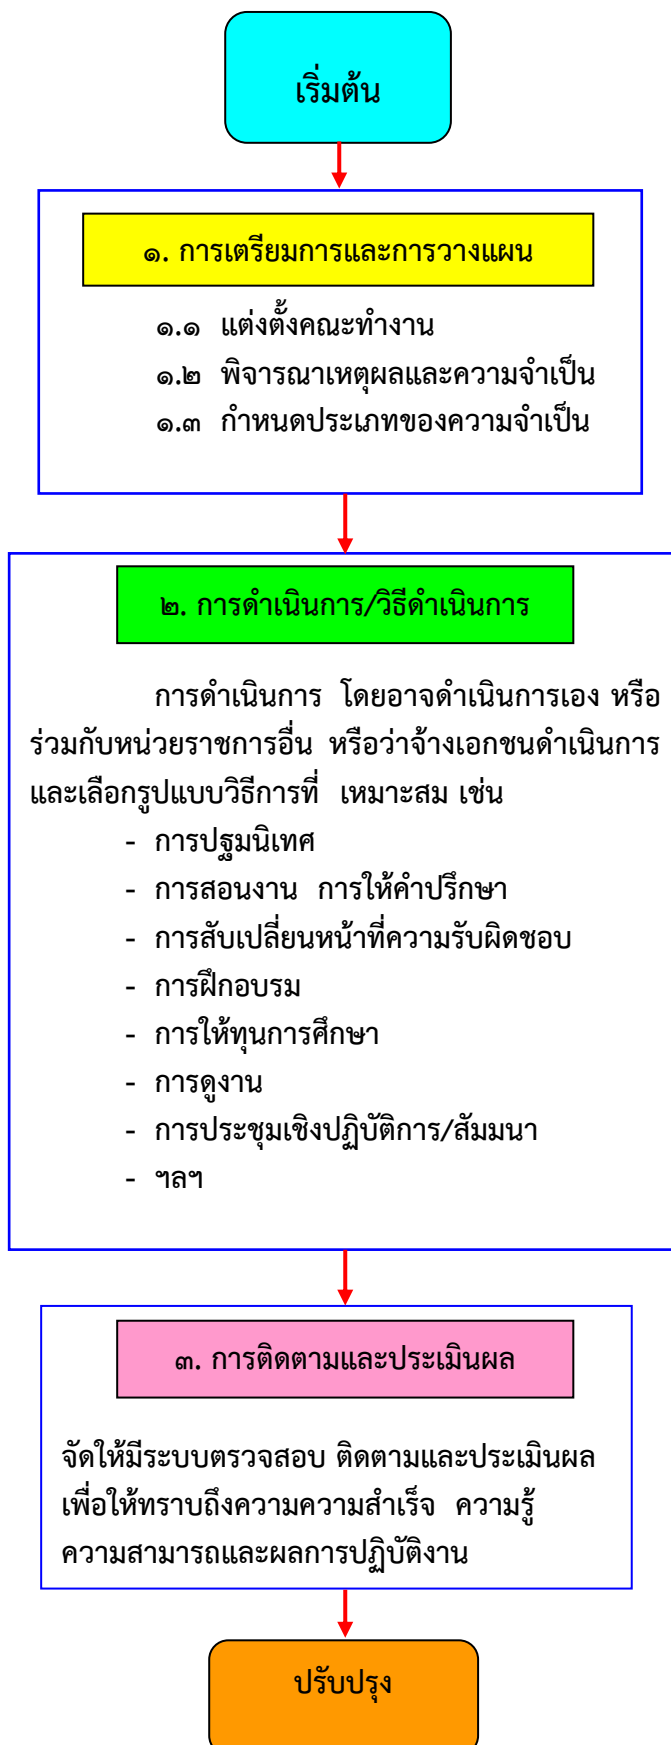 เริ่มต้น
๑. การเตรียมการและการวางแผน
๑.๑ แต่งตั้งคณะทำงาน
๑.๒ พิจารณาเหตุผลและความจำเป็น
๑.๓ กำหนดประเภทของความจำเป็น
๒. การดำเนินการ/วิธีดำเนินการ
การดำเนินการ โดยอาจดำเนินการเอง หรือ
ร่วมกับหน่วยราชการอื่น หรือว่าจ้างเอกชนดำเนินการ
และเลือกรูปแบบวิธีการที่ เหมาะสม เช่น
- การปฐมนิเทศ
- การสอนงาน การให้คำปรึกษา
- การสับเปลี่ยนหน้าที่ความรับผิดชอบ
- การฝึกอบรม
- การให้ทุนการศึกษา
- การดูงาน
- การประชุมเชิงปฏิบัติการ/สัมมนา
- ฯลฯ
๓. การติดตามและประเมินผล
จัดให้มีระบบตรวจสอบ ติดตามและประเมินผล
เพื่อให้ทราบถึงความความสำเร็จ ความรู้
ความสามารถและผลการปฏิบัติงาน
ปรับปรุง